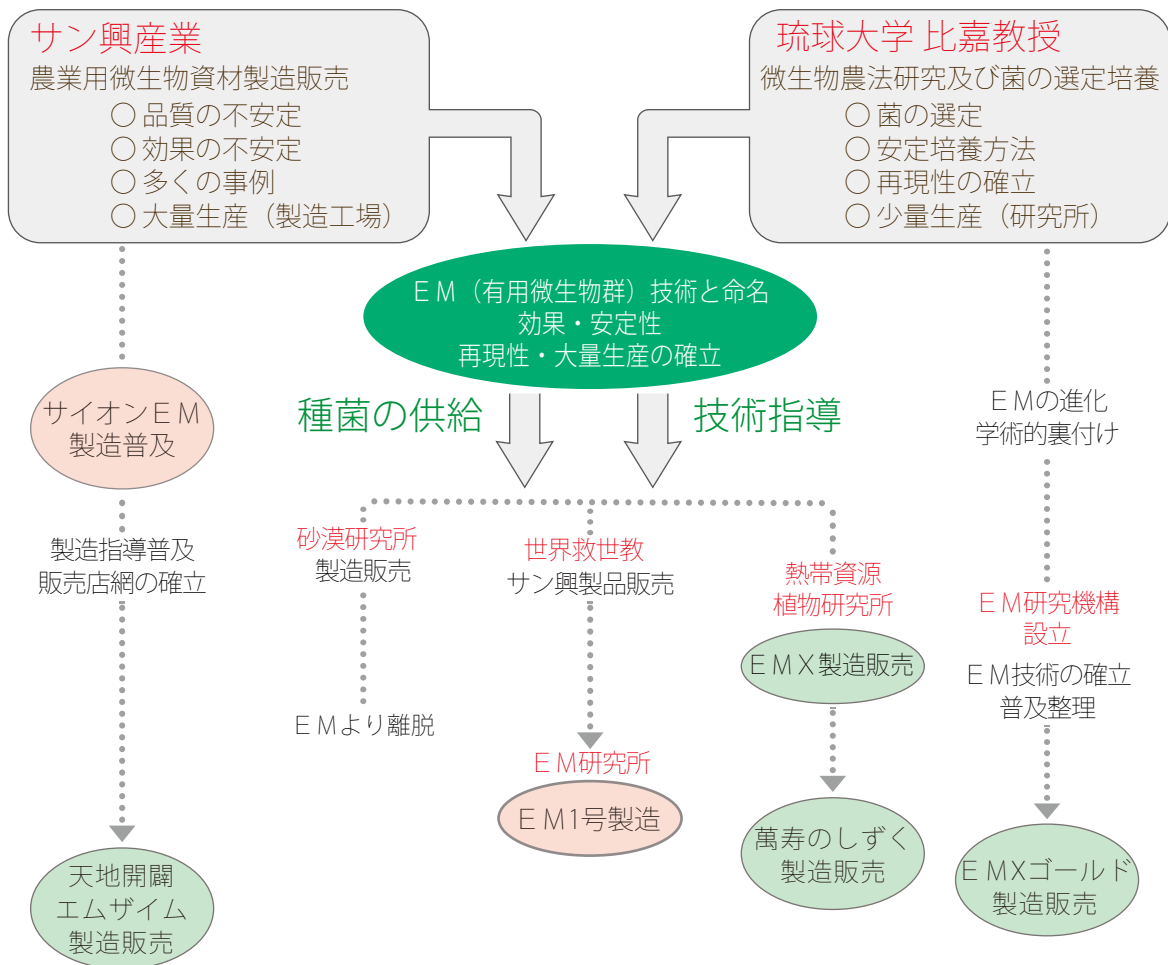 サン興産業
農業用微生物資材製造販売
○ 品質の不安定
○ 効果の不安定
○ 多くの事例
○ 大量生産（製造工場）
琉球大学 比嘉教授
微生物農法研究及び菌の選定培養
○ 菌の選定
○ 安定培養方法
○ 再現性の確立
○ 少量生産（研究所）
ＥＭ（有用微生物群）技術と命名
効果・安定性
再現性・大量生産の確立
種菌の供給
技術指導
サイオンＥＭ
製造普及
製造指導普及
販売店網の確立
天地開闢
エムザイム
製造販売
砂漠研究所
製造販売
ＥＭより離脱
世界救世教
サン興製品販売
ＥＭ研究所
ＥＭ1号製造
熱帯資源
植物研究所
ＥＭＸ製造販売
萬寿のしずく
製造販売
ＥＭの進化
学術的裏付け
ＥＭ研究機構
設立
ＥＭ技術の確立
普及整理
ＥＭXゴールド
製造販売